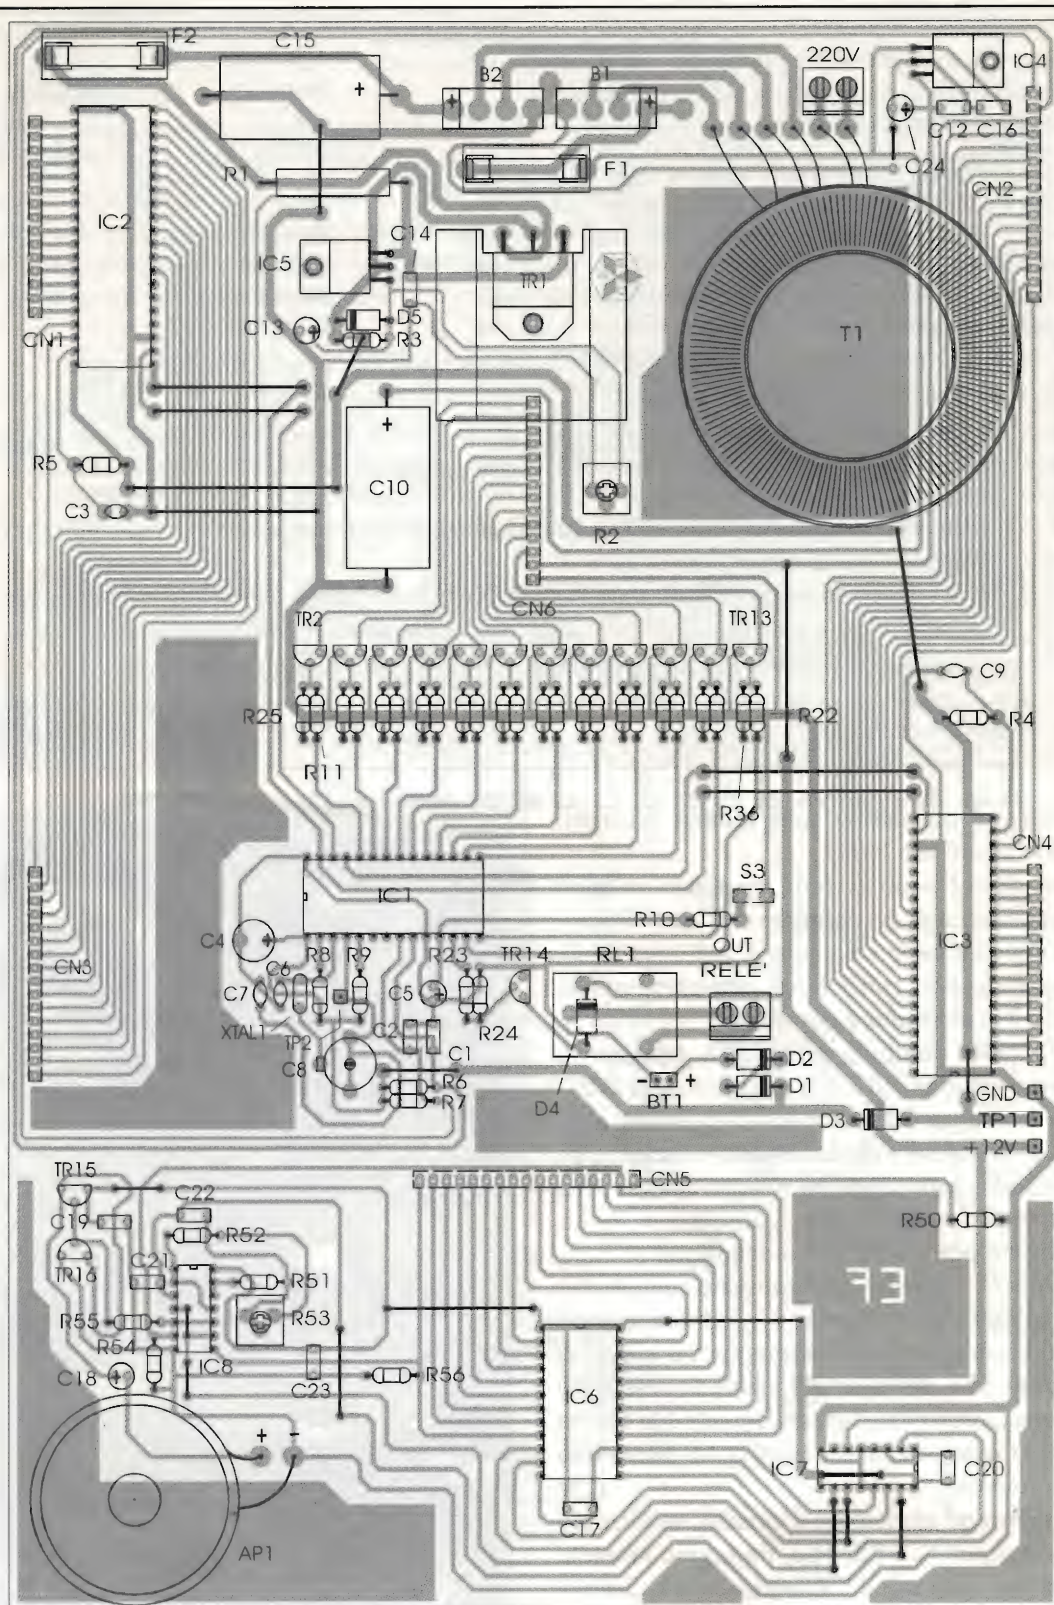 F2
C15
B2
B1
220V
IC4
C12 C16
C24
F1
R1
CN2
IC2
C14
IC5
TR1
D5
C13
R3
CN1
T1
R5
C10
C3
R2
CN6
TR2
TR13
C9
R25
R22
R4
R11
R36
CN4
IC1
S3
R10
C4
OUT
IC3
R8 R9
R23
TR14
RL1
RELE'
CN3
C6
C7
C5
XTAL1
TP2
C2
R24
C8
C1
D2
R6
D1
R7
D4
- +
BT1
GND
D3
TP1
+12V
TR15
CN5
C22
C19
R52
R50
C21
TR16
R51
R55
R53
R54
IC8
C18
C23
R56
C6
+ -
IC7
C20
C17
AP1